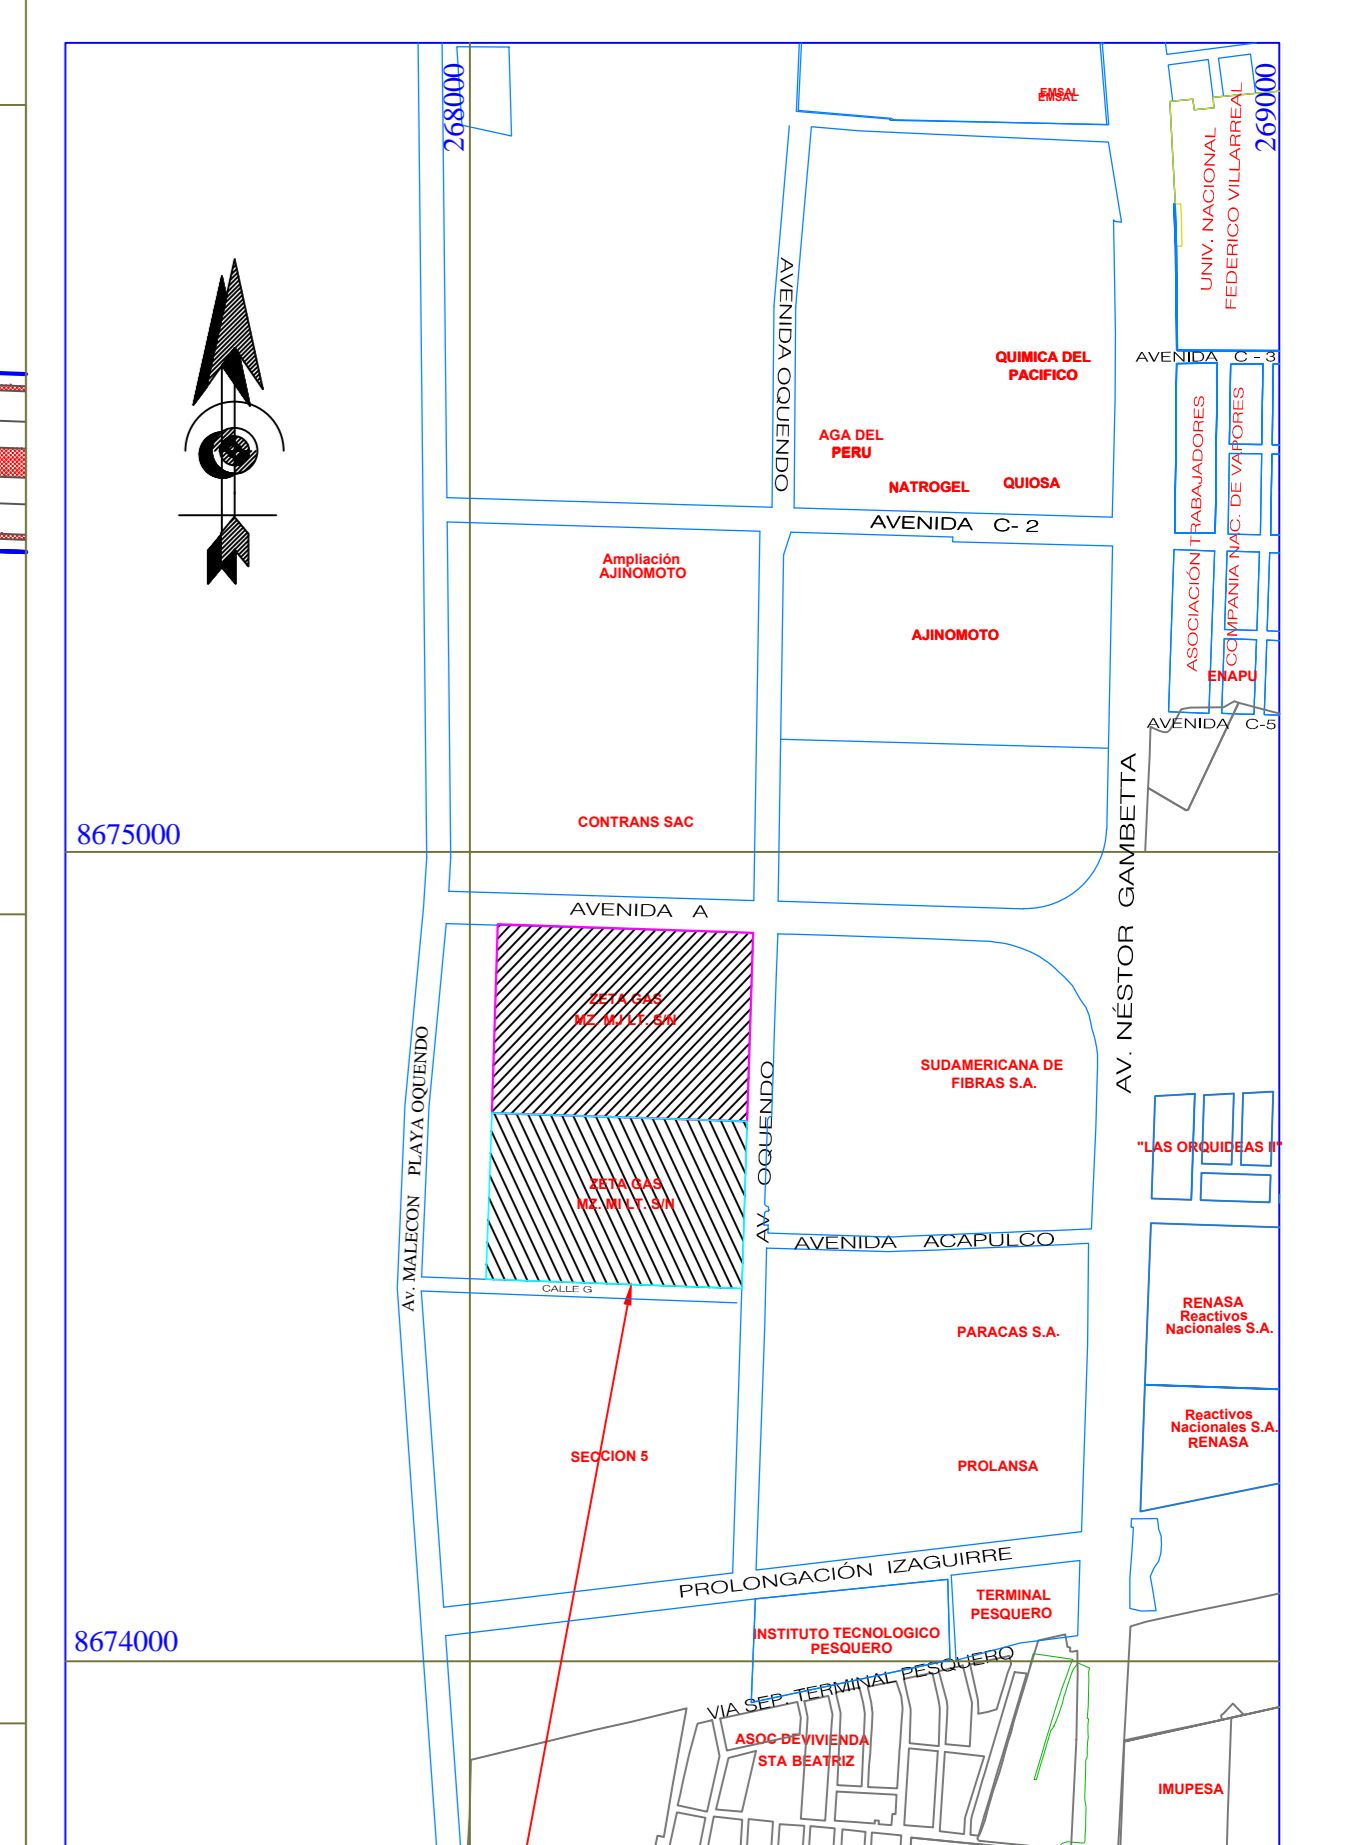 268000
269000
EMSAL
EMSAL
UNIV. NACIONAL
FEDERICO VILLARREAL
AVENIDA OQUENDO
QUIMICA DEL
PACIFICO
AVENIDA C - 3
AGA DEL
PERU
NATROGEL
QUIOSA
ASOCIACIÓN TRABAJADORES
COMPANIA NAC. DE VAPORES
AVENIDA C- 2
Ampliación
AJINOMOTO
AJINOMOTO
ENAPU
AVENIDA C-5
CONTRANS SAC
8675000
AV. NÉSTOR GAMBETTA
AVENIDA A
ZETA GAS
MZ. MJ LT. S/N
Av. MALECON PLAYA OQUENDO
SUDAMERICANA DE
FIBRAS S.A.
AV. OQUENDO
"LAS ORQUIDEAS II"
ZETA GAS
MZ. MI LT. S/N
AVENIDA ACAPULCO
CALLE G
RENASA
Reactivos
Nacionales S.A.
PARACAS S.A.
Reactivos
Nacionales S.A.
RENASA
SECCION 5
PROLANSA
PROLONGACIÓN IZAGUIRRE
TERMINAL
PESQUERO
INSTITUTO TECNOLOGICO
PESQUERO
8674000
VIA SEP. TERMINAL PESQUERO
ASOC DEVIVIENDA
STA BEATRIZ
IMUPESA